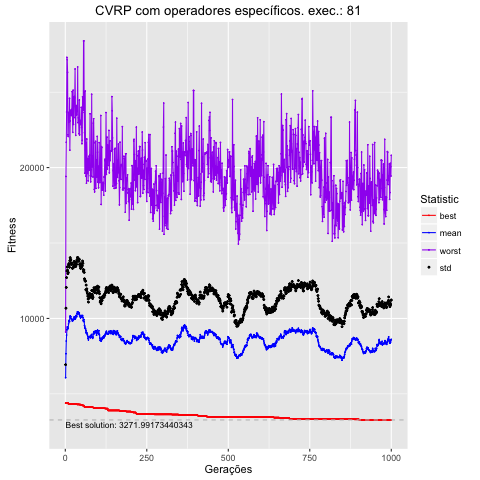 CVRP com operadores específicos. exec.: 81
Fitness
20000
10000
Best solution: 3271.99173440343
0
250
500
750
1000
Gerações
Statistic
best
mean
worst
std